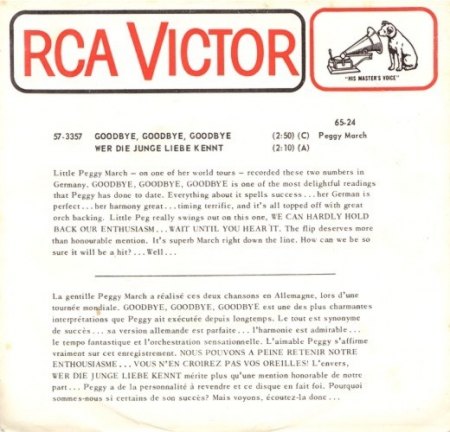 RCA VICTOR
"HIS MASTER'S VOICE"
65-24
57-3357 GOODBYE, GOODBYE, GOODBYE (2:50) (C) Peggy March
WER DIE JUNGE LIEBE KENNT (2:10) (A)
Little Peggy March - on one of her world tours - recorded these two numbers in
Germany. GOODBYE, GOODBYE, GOODBYE is one of the most delightful readings
that Peggy has done to date. Everything about it spells success...her German is
perfect...her harmony great...timing terrific, and it's all topped off with great
orch backing. Little Peg really swings out on this one, WE CAN HARDLY HOLD
BACK OUR ENTHUSIASM...WAIT UNTIL YOU HEAR IT. The flip deserves more
than honourable mention. It's superb March right down the line. How can we be so
sure it will be a hit?...Well...
La gentille Peggy March a réalisé ces deux chansons en Allemagne, lors d'une
tournée mondiale. GOODBYE, GOODBYE, GOODBYE est une des plus charmantes
interprétations que Peggy ait exécutée depuis longtemps. Le tout est synonyme
de succès... sa version allemande est parfaite... l'harmonie est admirable...
le tempo fantastique et l'orchestration sensationnelle. L'aimable Peggy s'affirme
vraiment sur cet enregistrement. NOUS POUVONS A PEINE RETENIR NOTRE
ENTHOUSIASME... VOUS N'EN CROIREZ PAS VOS OREILLES! L'envers,
WER DIE JUNGE LIEBE KENNT mérite plus qu'une mention honorable de notre
part... Peggy a de la personnalité à revendre et ce disque en fait foi. Pourquoi
sommes-nous si certains de son succès? Mais voyons, écoutez-la donc...